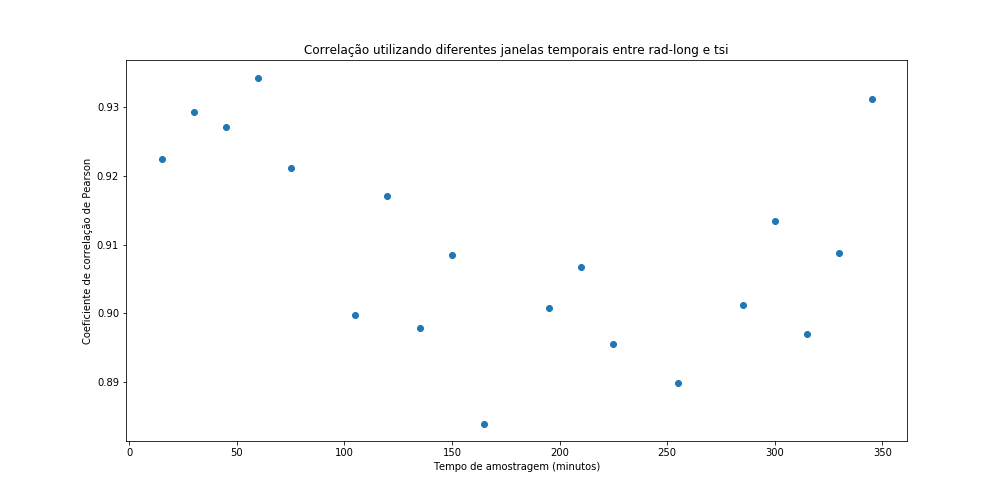 Correlação utilizando diferentes janelas temporais entre rad-long e tsi
0.93
0.92
0.91
0.90
0.89
Coeficiente de correlação de Pearson
0 50 100 150 200 250 300 350
Tempo de amostragem (minutos)